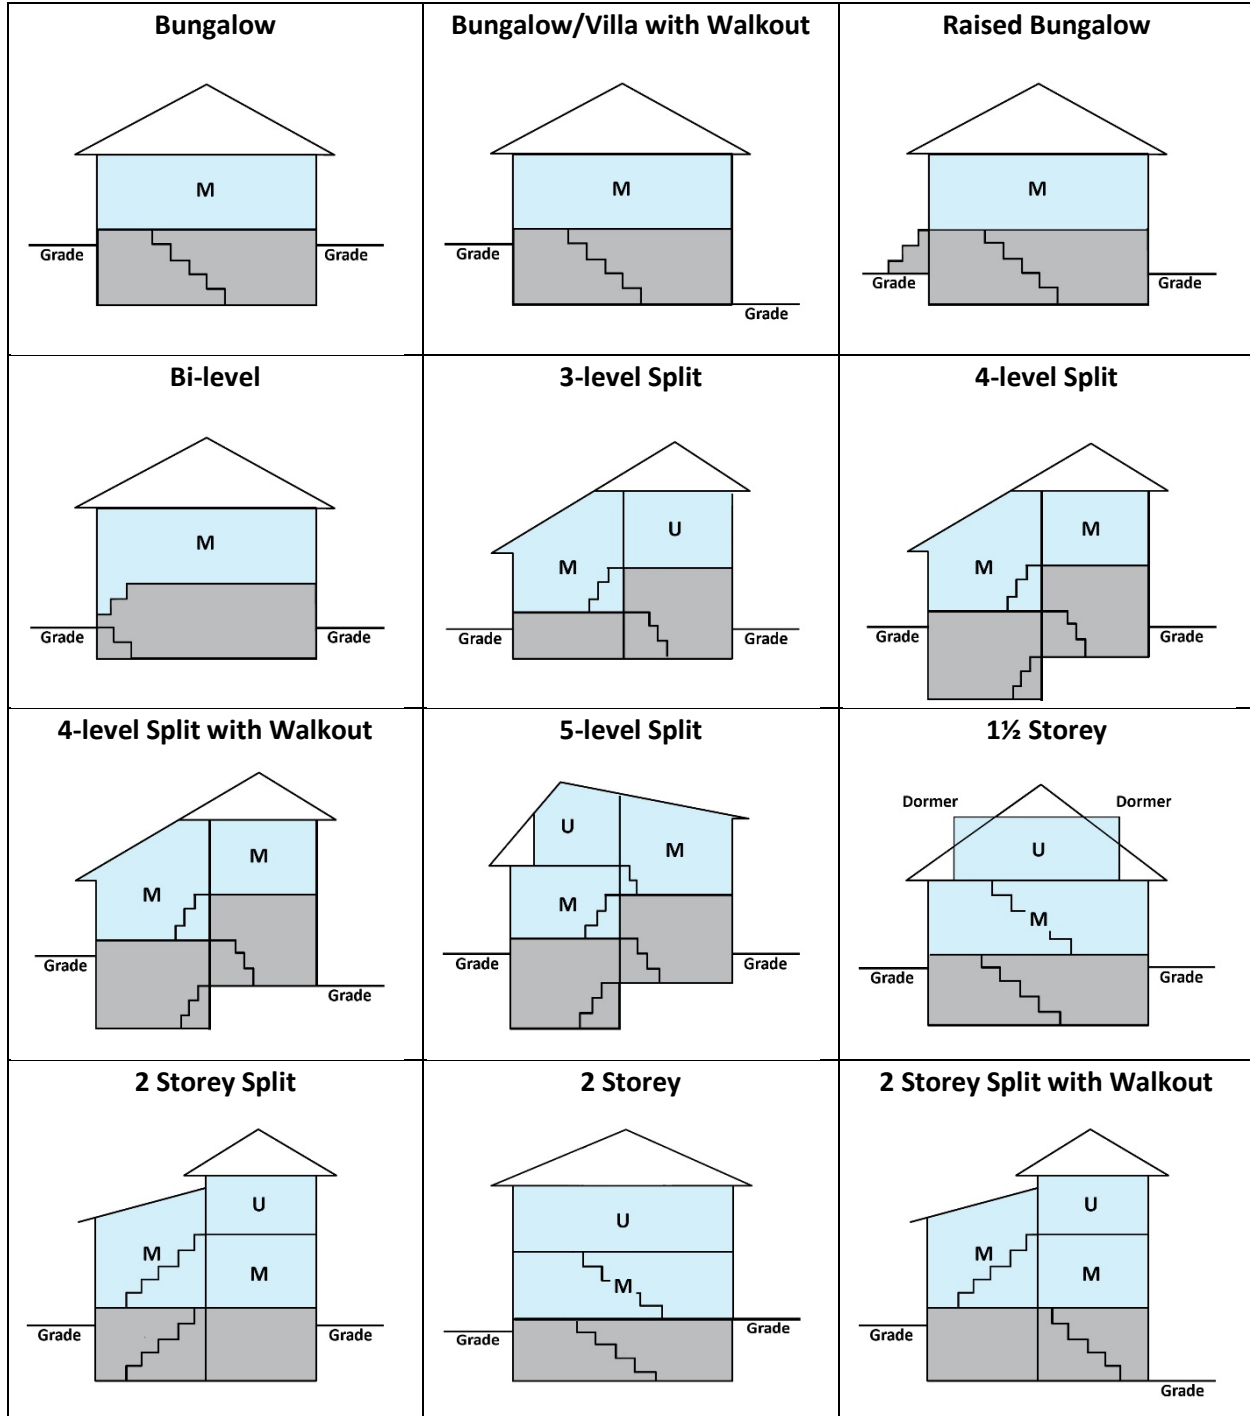 Bungalow
M
Grade
Grade
Bungalow/Villa with Walkout
M
Grade
Grade
Raised Bungalow
M
Grade
Grade
Bi-level
M
Grade
Grade
3-level Split
U
M
Grade
Grade
4-level Split
M
M
Grade
Grade
4-level Split with Walkout
M
M
Grade
Grade
5-level Split
U
M
M
Grade
Grade
1½ Storey
Dormer
Dormer
U
M
Grade
Grade
2 Storey Split
U
M
M
Grade
Grade
2 Storey
U
M
Grade
Grade
2 Storey Split with Walkout
U
M
M
Grade
Grade